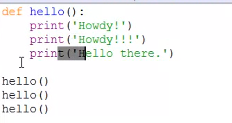 def hello():
    print('Howdy!')
    print('Howdy!!!')
    print('Hello there.')
hello()
hello()
hello()